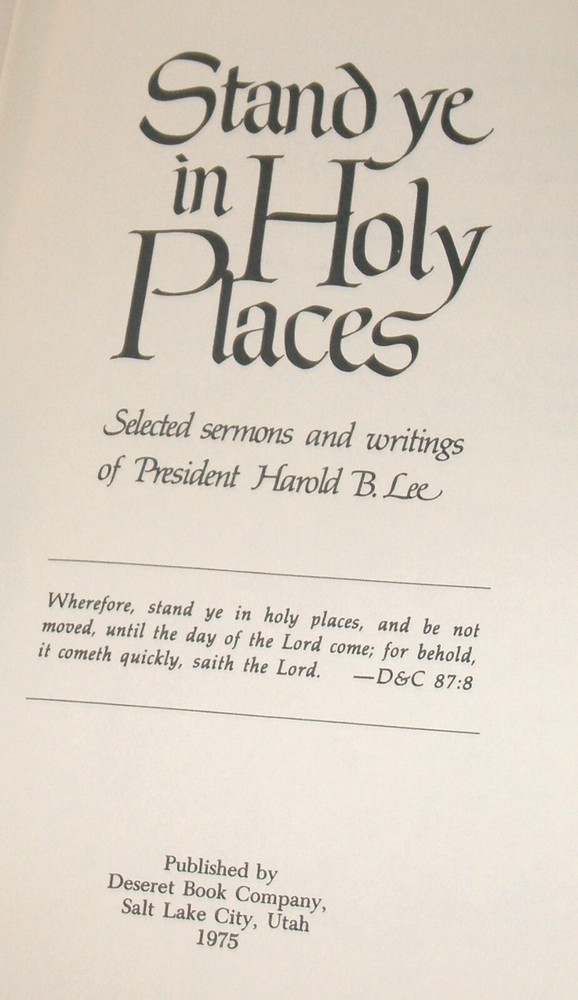 Stand ye
in Holy
Places
Selected sermons and writings
of President Harold B. Lee
Wherefore, stand ye in holy places, and be not
moved, until the day of the Lord come; for behold,
it cometh quickly, saith the Lord. —D&C 87:8
Published by
Deseret Book Company,
Salt Lake City, Utah
1975